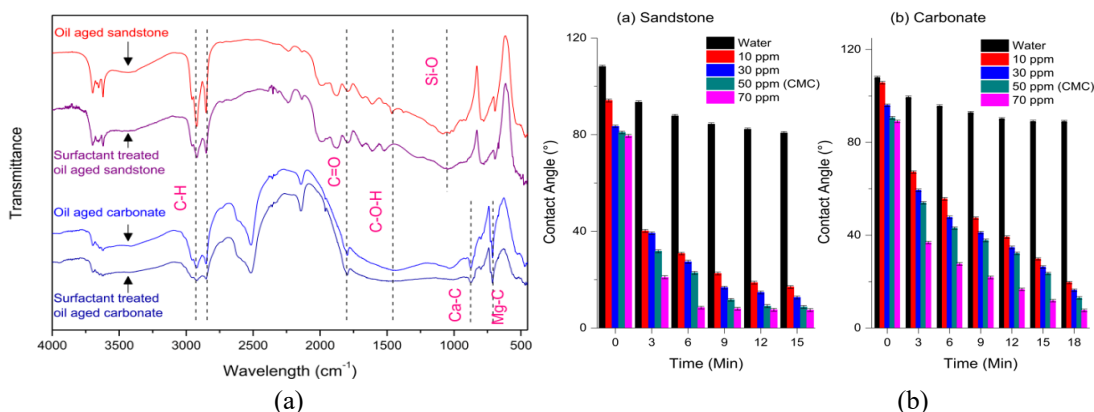 Oil aged sandstone
Surfactant treated
oil aged sandstone
Oil aged carbonate
Surfactant treated
oil aged carbonate
C-H
C=O
C-O-H
Si-O
Ca-C
Mg-C
Transmittance
4000 3500 3000 2500 2000 1500 1000 500
Wavelength (cm⁻¹)
(a)
(a) Sandstone
Water
10 ppm
30 ppm
50 ppm (CMC)
70 ppm
Contact Angle (°)
120
80
40
0
0 3 6 9 12 15
Time (Min)
(b) Carbonate
Water
10 ppm
30 ppm
50 ppm (CMC)
70 ppm
Contact Angle (°)
120
80
40
0
0 3 6 9 12 15 18
Time (Min)
(b)